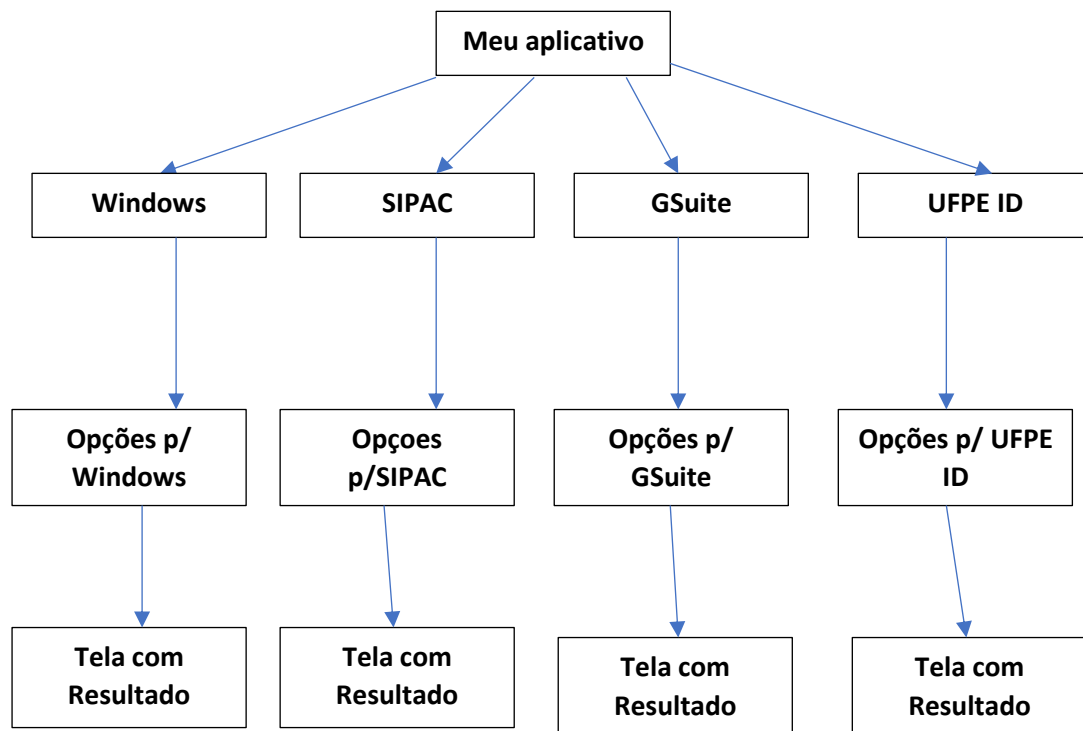 Meu aplicativo
Windows
SIPAC
GSuite
UFPE ID
Opções p/
Windows
Opçoes
p/SIPAC
Opções p/
GSuite
Opções p/ UFPE
ID
Tela com
Resultado
Tela com
Resultado
Tela com
Resultado
Tela com
Resultado